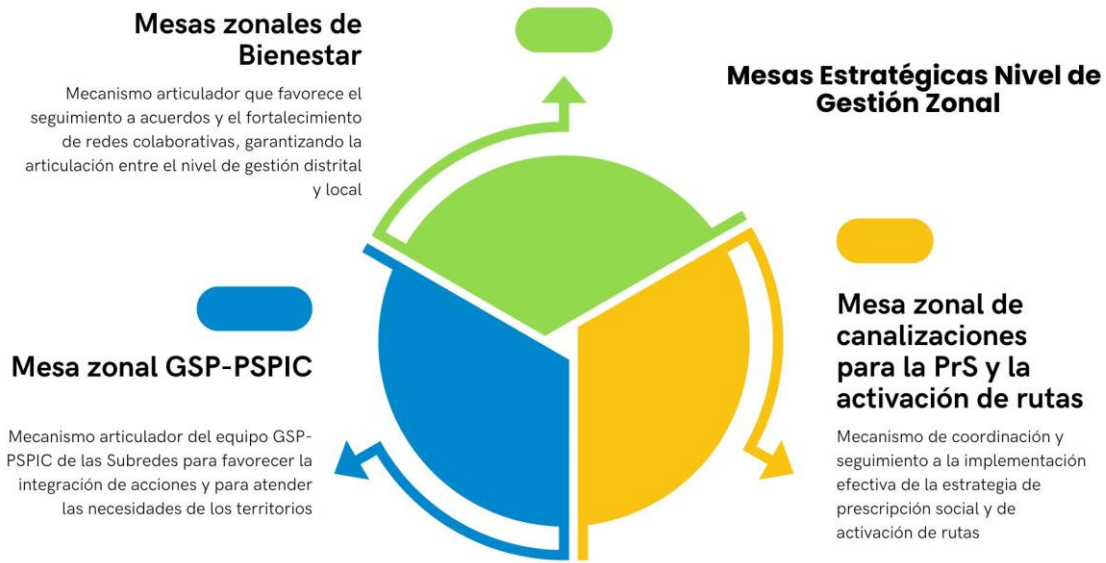 Mesas zonales de
Bienestar
Mecanismo articulador que favorece el
seguimiento a acuerdos y el fortalecimiento
de redes colaborativas, garantizando la
articulación entre el nivel de gestión distrital
y local
Mesas Estratégicas Nivel de
Gestión Zonal
Mesa zonal GSP-PSPIC
Mecanismo articulador del equipo GSP-
PSPIC de las Subredes para favorecer la
integración de acciones y para atender
las necesidades de los territorios
Mesa zonal de
canalizaciones
para la PrS y la
activación de rutas
Mecanismo de coordinación y
seguimiento a la implementación
efectiva de la estrategia de
prescripción social y de
activación de rutas